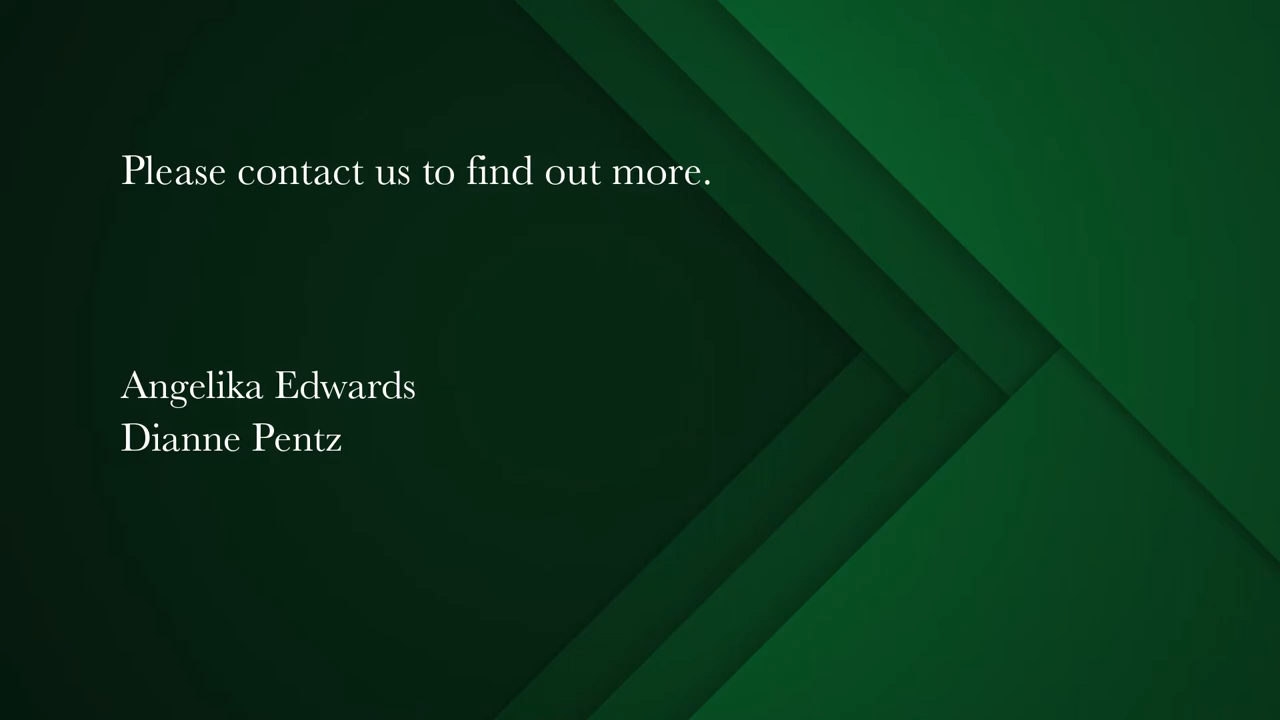 Please contact us to find out more.
Angelika Edwards
Dianne Pentz